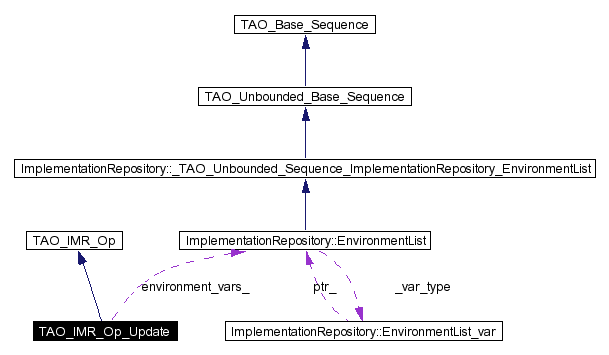 TAO_Base_Sequence
TAO_Unbounded_Base_Sequence
ImplementationRepository::_TAO_Unbounded_Sequence_ImplementationRepository_EnvironmentList
TAO_IMR_Op
ImplementationRepository::EnvironmentList
environment_vars_
ptr_
_var_type
TAO_IMR_Op_Update
ImplementationRepository::EnvironmentList_var